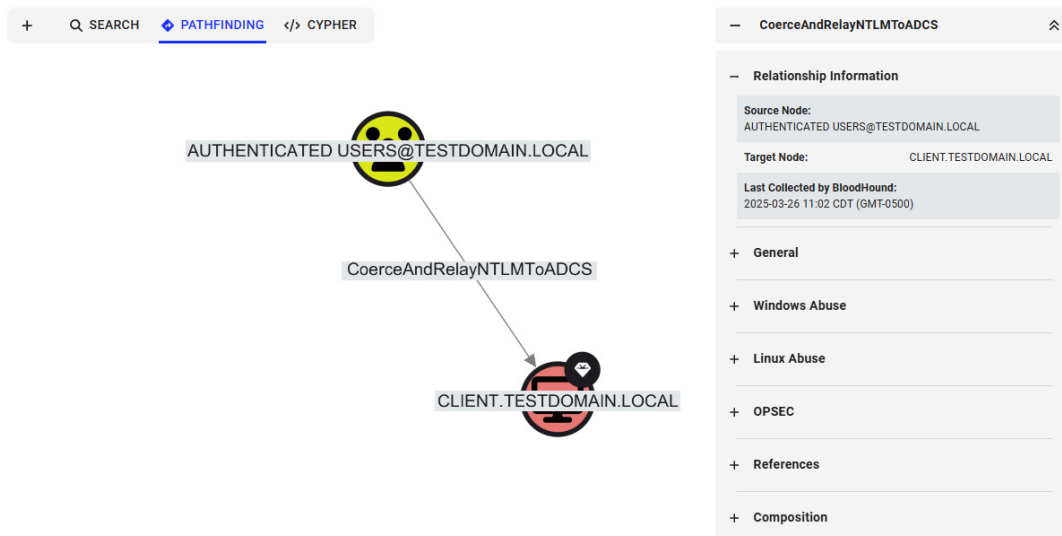 + SEARCH PATHFINDING </> CYPHER
AUTHENTICATED USERS@TESTDOMAIN.LOCAL
CoerceAndRelayNTLMToADCS
CLIENT.TESTDOMAIN.LOCAL
− CoerceAndRelayNTLMToADCS
− Relationship Information
Source Node:
AUTHENTICATED USERS@TESTDOMAIN.LOCAL
Target Node: CLIENT.TESTDOMAIN.LOCAL
Last Collected by BloodHound:
2025-03-26 11:02 CDT (GMT-0500)
+ General
+ Windows Abuse
+ Linux Abuse
+ OPSEC
+ References
+ Composition